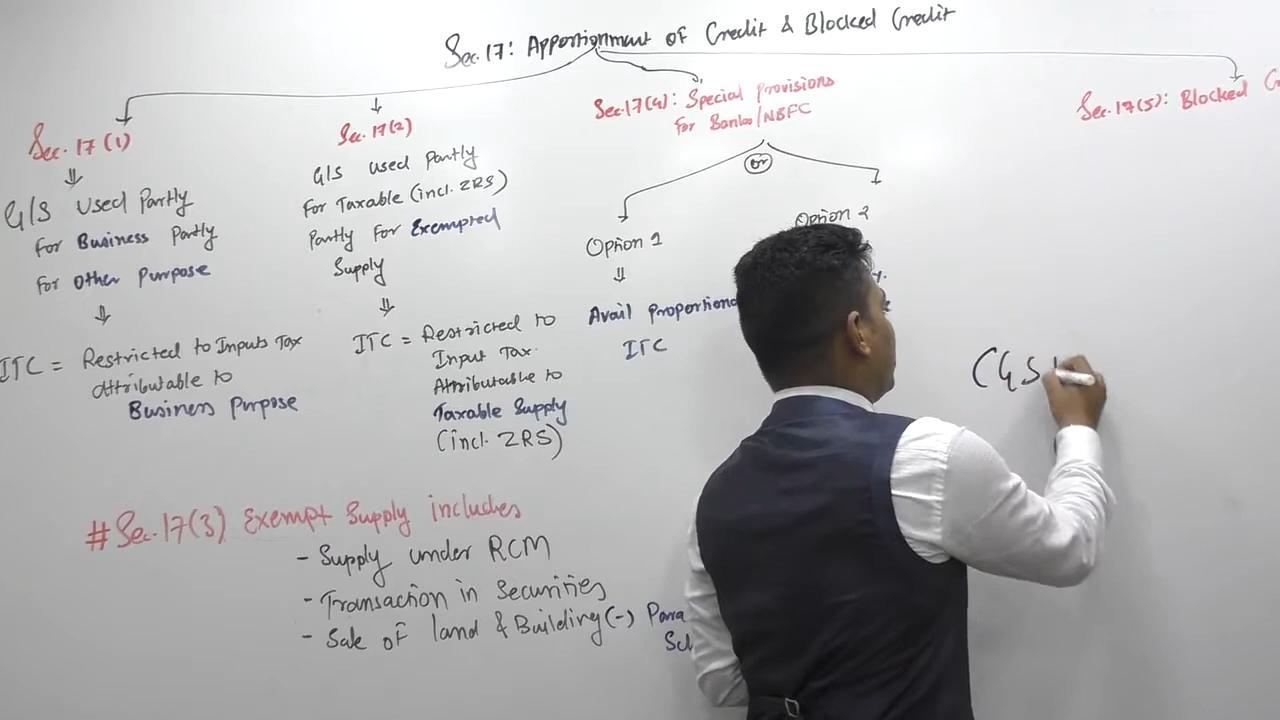 Sec.17: Apportionment of Credit & Blocked Credit
Sec.17(1)
G/S used Partly
For Business Partly
For Other Purpose
ITC = Restricted to Inputs Tax
Attributable to
Business Purpose
Sec.17(2)
G/S used Partly
For Taxable (incl. ZRS)
Partly For Exempted
Supply
ITC = Restricted to
Input Tax
Attributable to
Taxable Supply
(incl. ZRS)
Sec.17(4): Special Provisions
For Banks/NBFC
or
Option 1
Avail Proportiona
ITC
Option 2
Sec.17(5): Blocked
CGS
#Sec.17(3) Exempt Supply includes
- Supply under RCM
- Transaction in Securities
- Sale of land & Building (-) Para